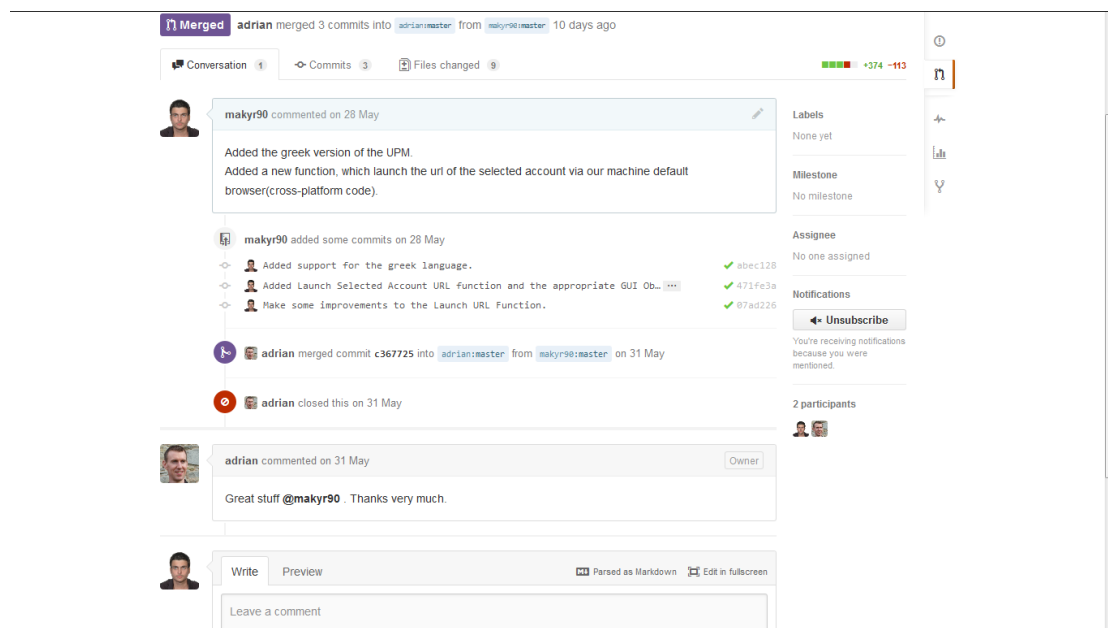 Merged adrian merged 3 commits into adrian:master from makyr90:master 10 days ago
Conversation 1 Commits 3 Files changed 9 +374 −113
makyr90 commented on 28 May
Added the greek version of the UPM.
Added a new function, which launch the url of the selected account via our machine default
browser(cross-platform code).
makyr90 added some commits on 28 May
Added support for the greek language. abec128
Added Launch Selected Account URL function and the appropriate GUI Ob… ••• 471fe3a
Make some improvements to the Launch URL Function. 07ad226
adrian merged commit c367725 into adrian:master from makyr90:master on 31 May
adrian closed this on 31 May
adrian commented on 31 May Owner
Great stuff @makyr90 . Thanks very much.
Write Preview Parsed as Markdown Edit in fullscreen
Leave a comment
Labels
None yet
Milestone
No milestone
Assignee
No one assigned
Notifications
Unsubscribe
You're receiving notifications
because you were
mentioned.
2 participants